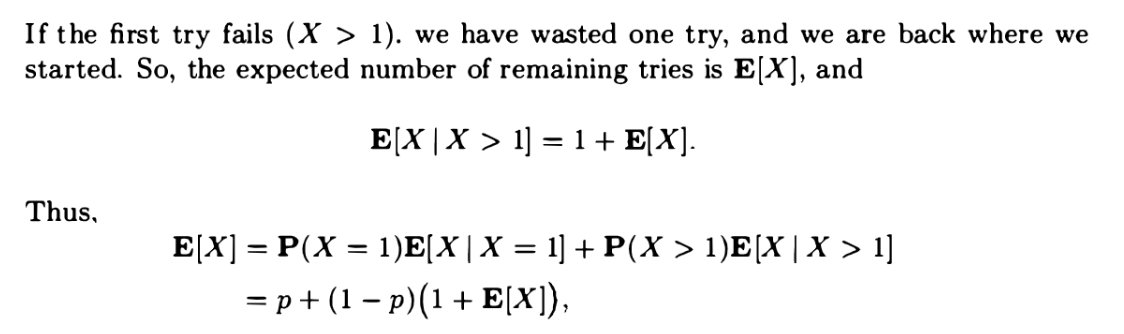 If the first try fails (X > 1). we have wasted one try, and we are back where we
started. So, the expected number of remaining tries is E[X], and
E[X | X > 1] = 1 + E[X].
Thus,
E[X] = P(X = 1)E[X | X = 1] + P(X > 1)E[X | X > 1]
= p + (1 − p)(1 + E[X]),